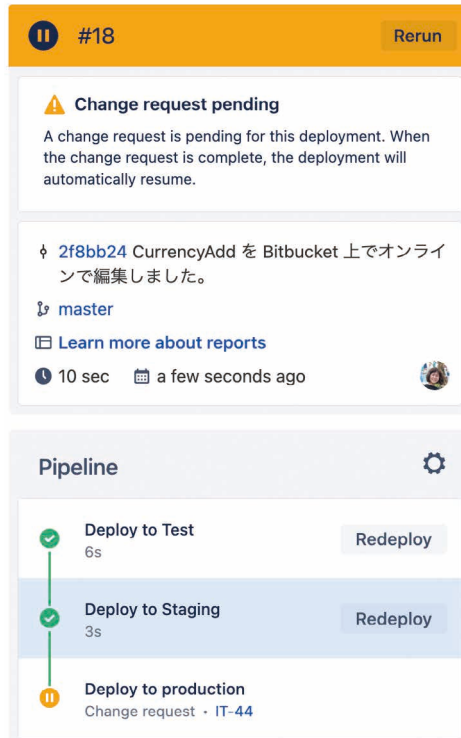 #18
Rerun
Change request pending
A change request is pending for this deployment. When
the change request is complete, the deployment will
automatically resume.
2f8bb24 CurrencyAdd を Bitbucket 上でオンライ
ンで編集しました。
master
Learn more about reports
10 sec a few seconds ago
Pipeline
Deploy to Test
6s
Redeploy
Deploy to Staging
3s
Redeploy
Deploy to production
Change request • IT-44